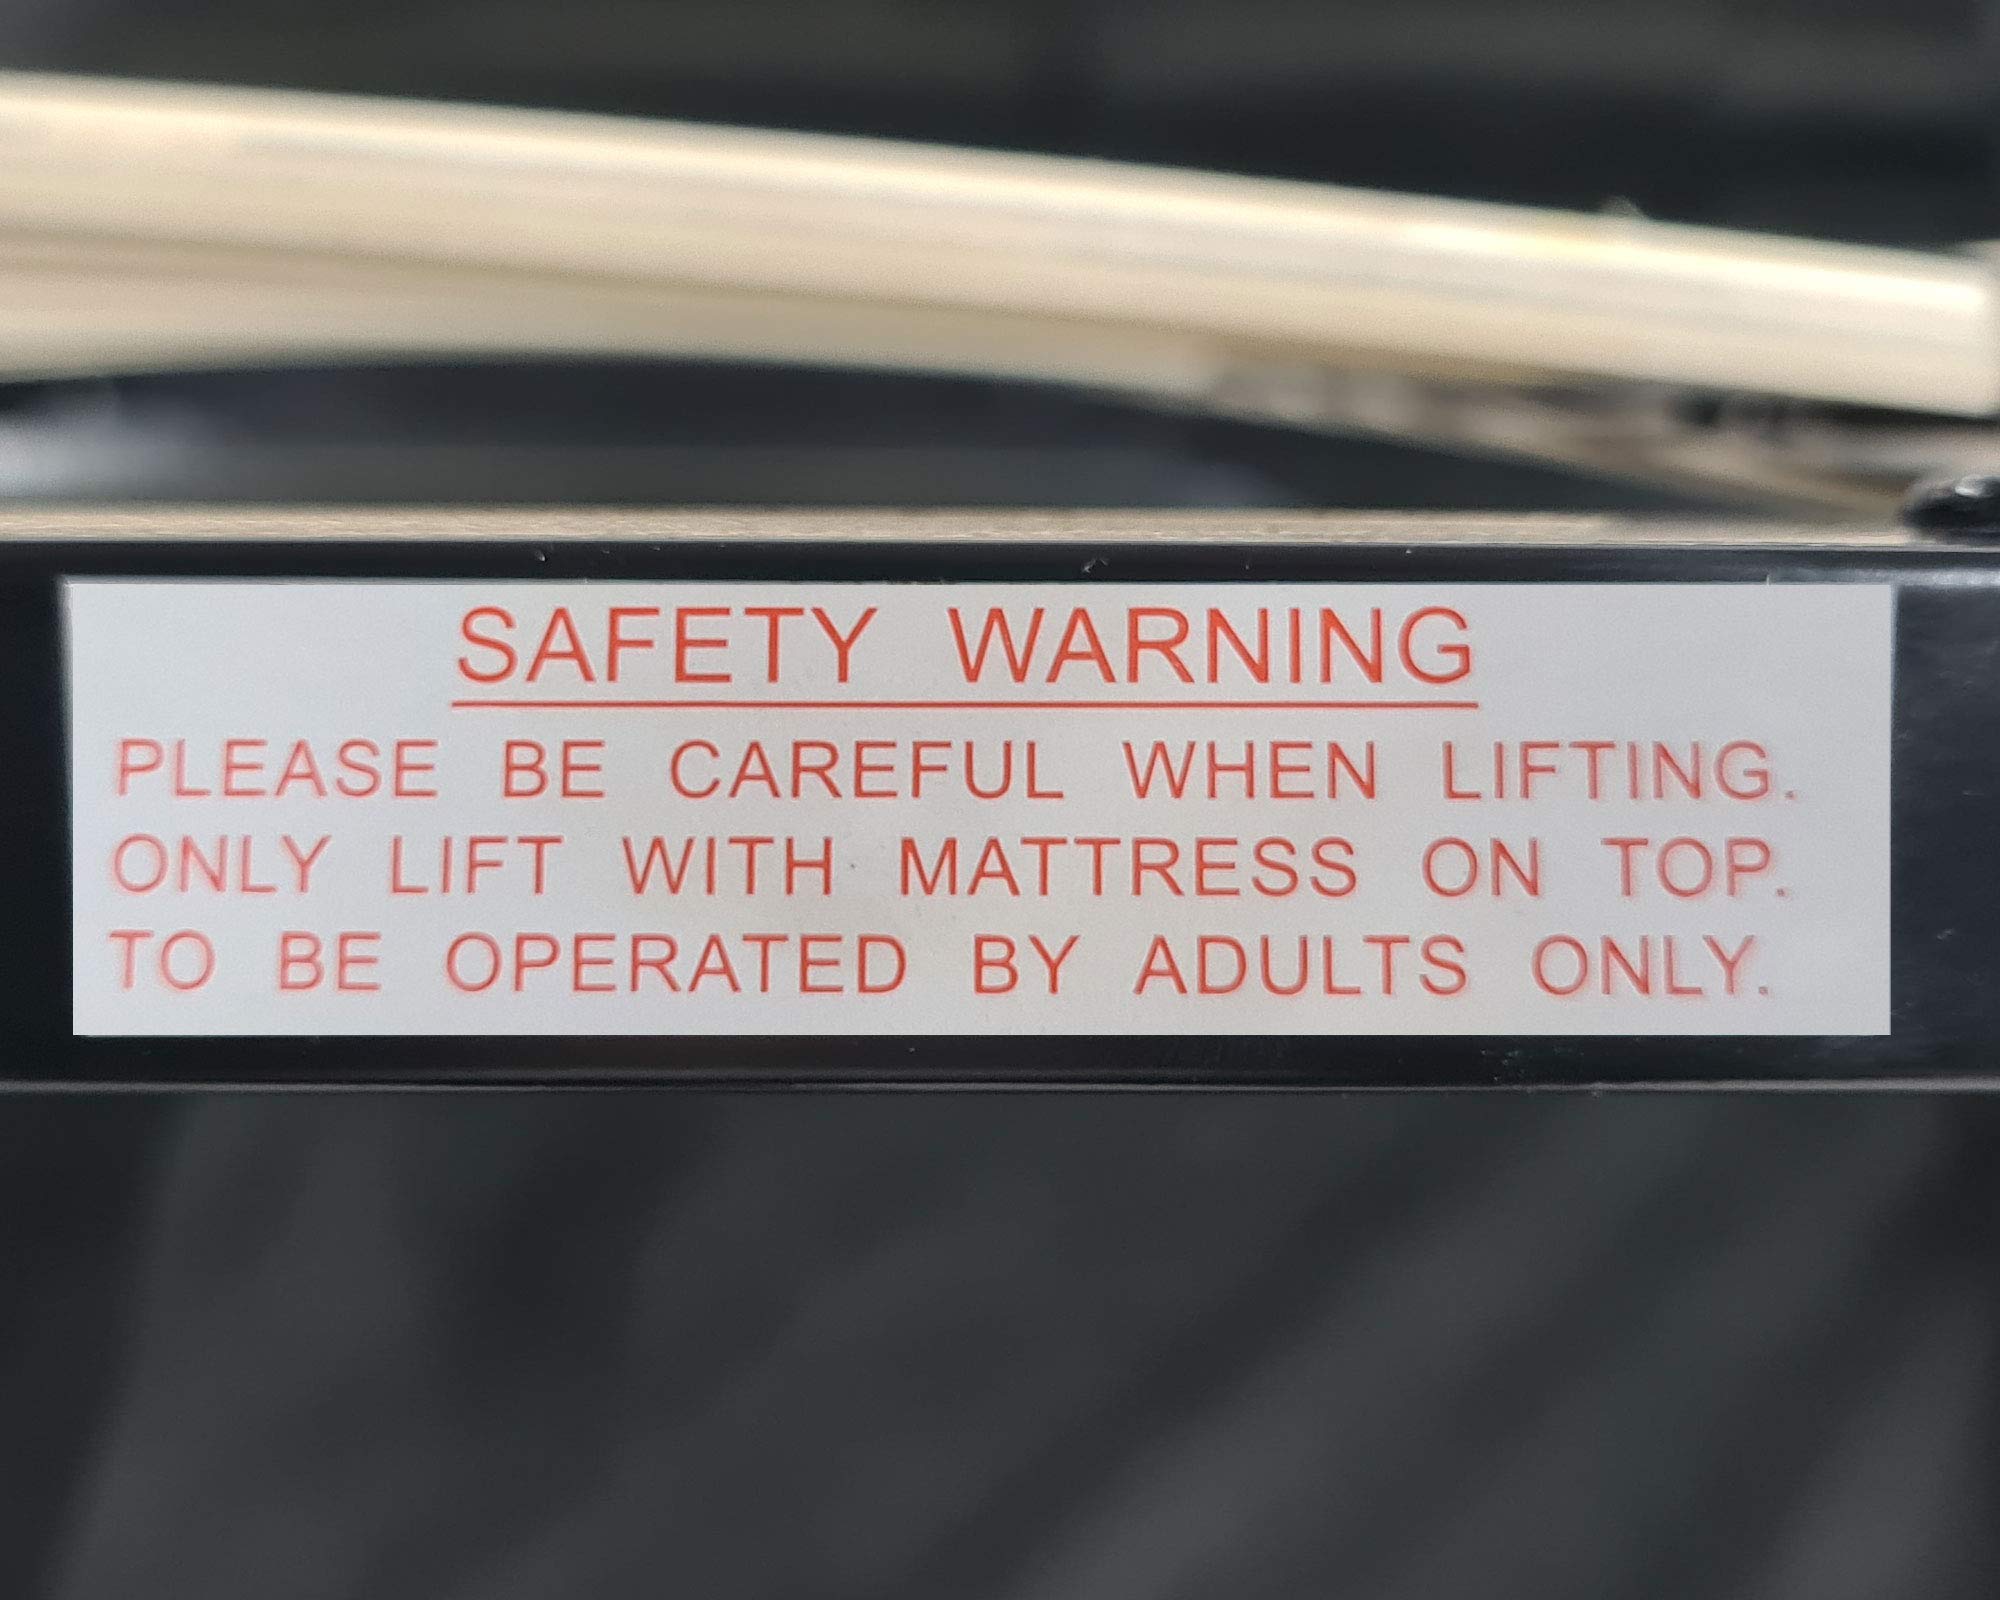 SAFETY WARNING
PLEASE BE CAREFUL WHEN LIFTING.
ONLY LIFT WITH MATTRESS ON TOP.
TO BE OPERATED BY ADULTS ONLY.